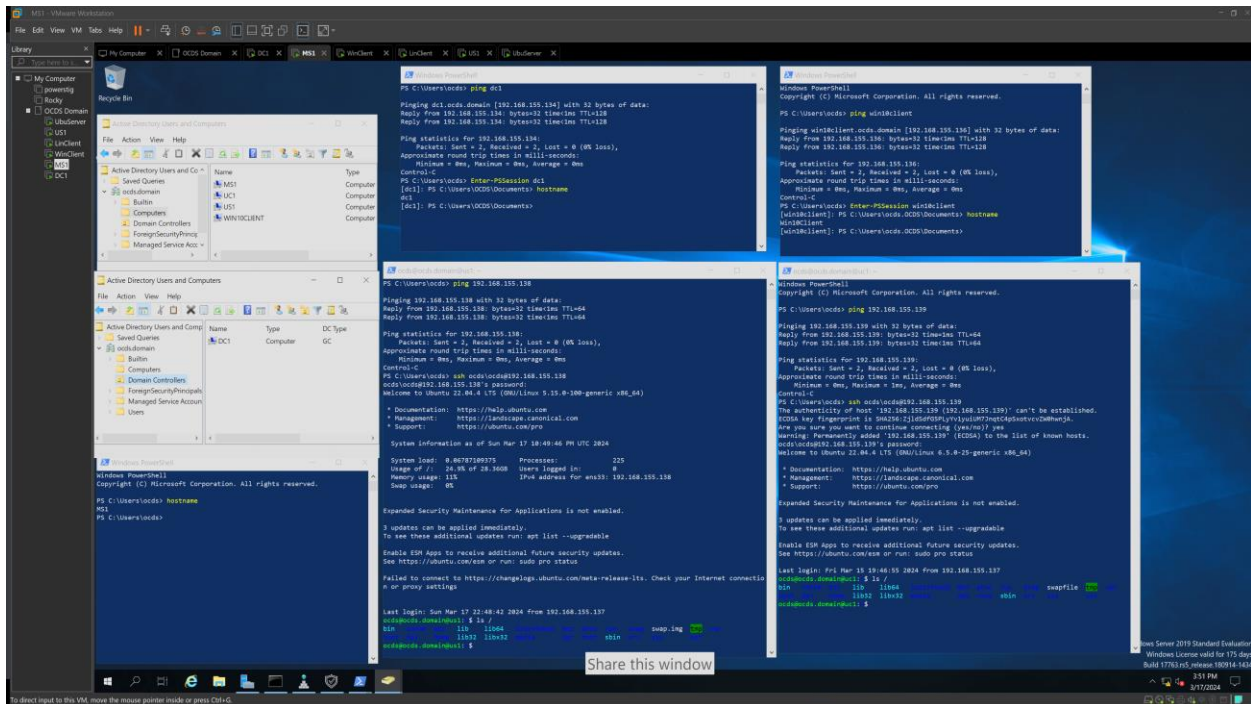 MS1 - VMware Workstation
File Edit View VM Tabs Help
Library
Type here to s...
My Computer
OCDS Domain
DC1
MS1
WinClient
LinClient
US1
UbuServer
My Computer
powerstig
Rocky
OCDS Domain
UbuServer
US1
LinClient
WinClient
MS1
DC1
Recycle Bin
Active Directory Users and Computers
File Action View Help
Active Directory Users and Co
Saved Queries
ocds.domain
Builtin
Computers
Domain Controllers
ForeignSecurityPrincip
Managed Service Acc
Name Type
MS1 Computer
UC1 Computer
US1 Computer
WIN10CLIENT Computer
Active Directory Users and Computers
File Action View Help
Active Directory Users and Comp
Saved Queries
ocds.domain
Builtin
Computers
Domain Controllers
ForeignSecurityPrincipals
Managed Service Accoun
Users
Name Type DC Type
DC1 Computer GC
Windows PowerShell
Windows PowerShell
Copyright (C) Microsoft Corporation. All rights reserved.
PS C:\Users\ocds> hostname
MS1
PS C:\Users\ocds>
Windows PowerShell
PS C:\Users\ocds> ping dc1
Pinging dc1.ocds.domain [192.168.155.134] with 32 bytes of data:
Reply from 192.168.155.134: bytes=32 time<1ms TTL=128
Reply from 192.168.155.134: bytes=32 time<1ms TTL=128
Ping statistics for 192.168.155.134:
Packets: Sent = 2, Received = 2, Lost = 0 (0% loss),
Approximate round trip times in milli-seconds:
Minimum = 0ms, Maximum = 0ms, Average = 0ms
Control-C
PS C:\Users\ocds> Enter-PSSession dc1
[dc1]: PS C:\Users\OCDS\Documents> hostname
dc1
[dc1]: PS C:\Users\OCDS\Documents>
Windows PowerShell
Windows PowerShell
Copyright (C) Microsoft Corporation. All rights reserved.
PS C:\Users\ocds> ping win10client
Pinging win10client.ocds.domain [192.168.155.136] with 32 bytes of data:
Reply from 192.168.155.136: bytes=32 time<1ms TTL=128
Reply from 192.168.155.136: bytes=32 time<1ms TTL=128
Ping statistics for 192.168.155.136:
Packets: Sent = 2, Received = 2, Lost = 0 (0% loss),
Approximate round trip times in milli-seconds:
Minimum = 0ms, Maximum = 0ms, Average = 0ms
Control-C
PS C:\Users\ocds> Enter-PSSession win10client
[win10client]: PS C:\Users\ocds.OCDS\Documents> hostname
Win10Client
[win10client]: PS C:\Users\ocds.OCDS\Documents>
ocds@ocds.domain@uc1: ~
PS C:\Users\ocds> ping 192.168.155.138
Pinging 192.168.155.138 with 32 bytes of data:
Reply from 192.168.155.138: bytes=32 time<1ms TTL=64
Reply from 192.168.155.138: bytes=32 time<1ms TTL=64
Ping statistics for 192.168.155.138:
Packets: Sent = 2, Received = 2, Lost = 0 (0% loss),
Approximate round trip times in milli-seconds:
Minimum = 0ms, Maximum = 0ms, Average = 0ms
Control-C
PS C:\Users\ocds> ssh ocds\ocds@192.168.155.138
ocds\ocds@192.168.155.138's password:
Welcome to Ubuntu 22.04.4 LTS (GNU/Linux 5.15.0-100-generic x86_64)
* Documentation: https://help.ubuntu.com
* Management: https://landscape.canonical.com
* Support: https://ubuntu.com/pro
System information as of Sun Mar 17 10:49:46 PM UTC 2024
System load: 0.06787109375 Processes: 225
Usage of /: 24.9% of 28.36GB Users logged in: 0
Memory usage: 11% IPv4 address for ens33: 192.168.155.138
Swap usage: 0%
Expanded Security Maintenance for Applications is not enabled.
3 updates can be applied immediately.
To see these additional updates run: apt list --upgradable
Enable ESM Apps to receive additional future security updates.
See https://ubuntu.com/esm or run: sudo pro status
Failed to connect to https://changelogs.ubuntu.com/meta-release-lts. Check your Internet connectio
n or proxy settings
Last login: Sun Mar 17 22:48:42 2024 from 192.168.155.137
ocds@ocds.domain@us1:~$ ls /
bin lib lib64 swap.img tmp
lib32 libx32 sbin
ocds@ocds.domain@us1:~$
ocds@ocds.domain@uc1: ~
Windows PowerShell
Copyright (C) Microsoft Corporation. All rights reserved.
PS C:\Users\ocds> ping 192.168.155.139
Pinging 192.168.155.139 with 32 bytes of data:
Reply from 192.168.155.139: bytes=32 time<1ms TTL=64
Reply from 192.168.155.139: bytes=32 time<1ms TTL=64
Ping statistics for 192.168.155.139:
Packets: Sent = 2, Received = 2, Lost = 0 (0% loss),
Approximate round trip times in milli-seconds:
Minimum = 0ms, Maximum = 1ms, Average = 0ms
Control-C
PS C:\Users\ocds> ssh ocds\ocds@192.168.155.139
The authenticity of host '192.168.155.139 (192.168.155.139)' can't be established.
ECDSA key fingerprint is
Are you sure you want to continue connecting (yes/no)? yes
Warning: Permanently added '192.168.155.139' (ECDSA) to the list of known hosts.
ocds\ocds@192.168.155.139's password:
Welcome to Ubuntu 22.04.4 LTS (GNU/Linux 6.5.0-25-generic x86_64)
* Documentation: https://help.ubuntu.com
* Management: https://landscape.canonical.com
* Support: https://ubuntu.com/pro
Expanded Security Maintenance for Applications is not enabled.
3 updates can be applied immediately.
To see these additional updates run: apt list --upgradable
Enable ESM Apps to receive additional future security updates.
See https://ubuntu.com/esm or run: sudo pro status
Last login: Fri Mar 15 19:46:55 2024 from 192.168.155.137
ocds@ocds.domain@uc1:~$ ls /
bin lib lib64 swapfile tmp
lib32 libx32 sbin
ocds@ocds.domain@uc1:~$
Share this window
ows Server 2019 Standard Evaluation
Windows License valid for 175 days
Build 17763.rs5_release.180914-1434
3:51 PM
3/17/2024
To direct input to this VM, move the mouse pointer inside or press Ctrl+G.